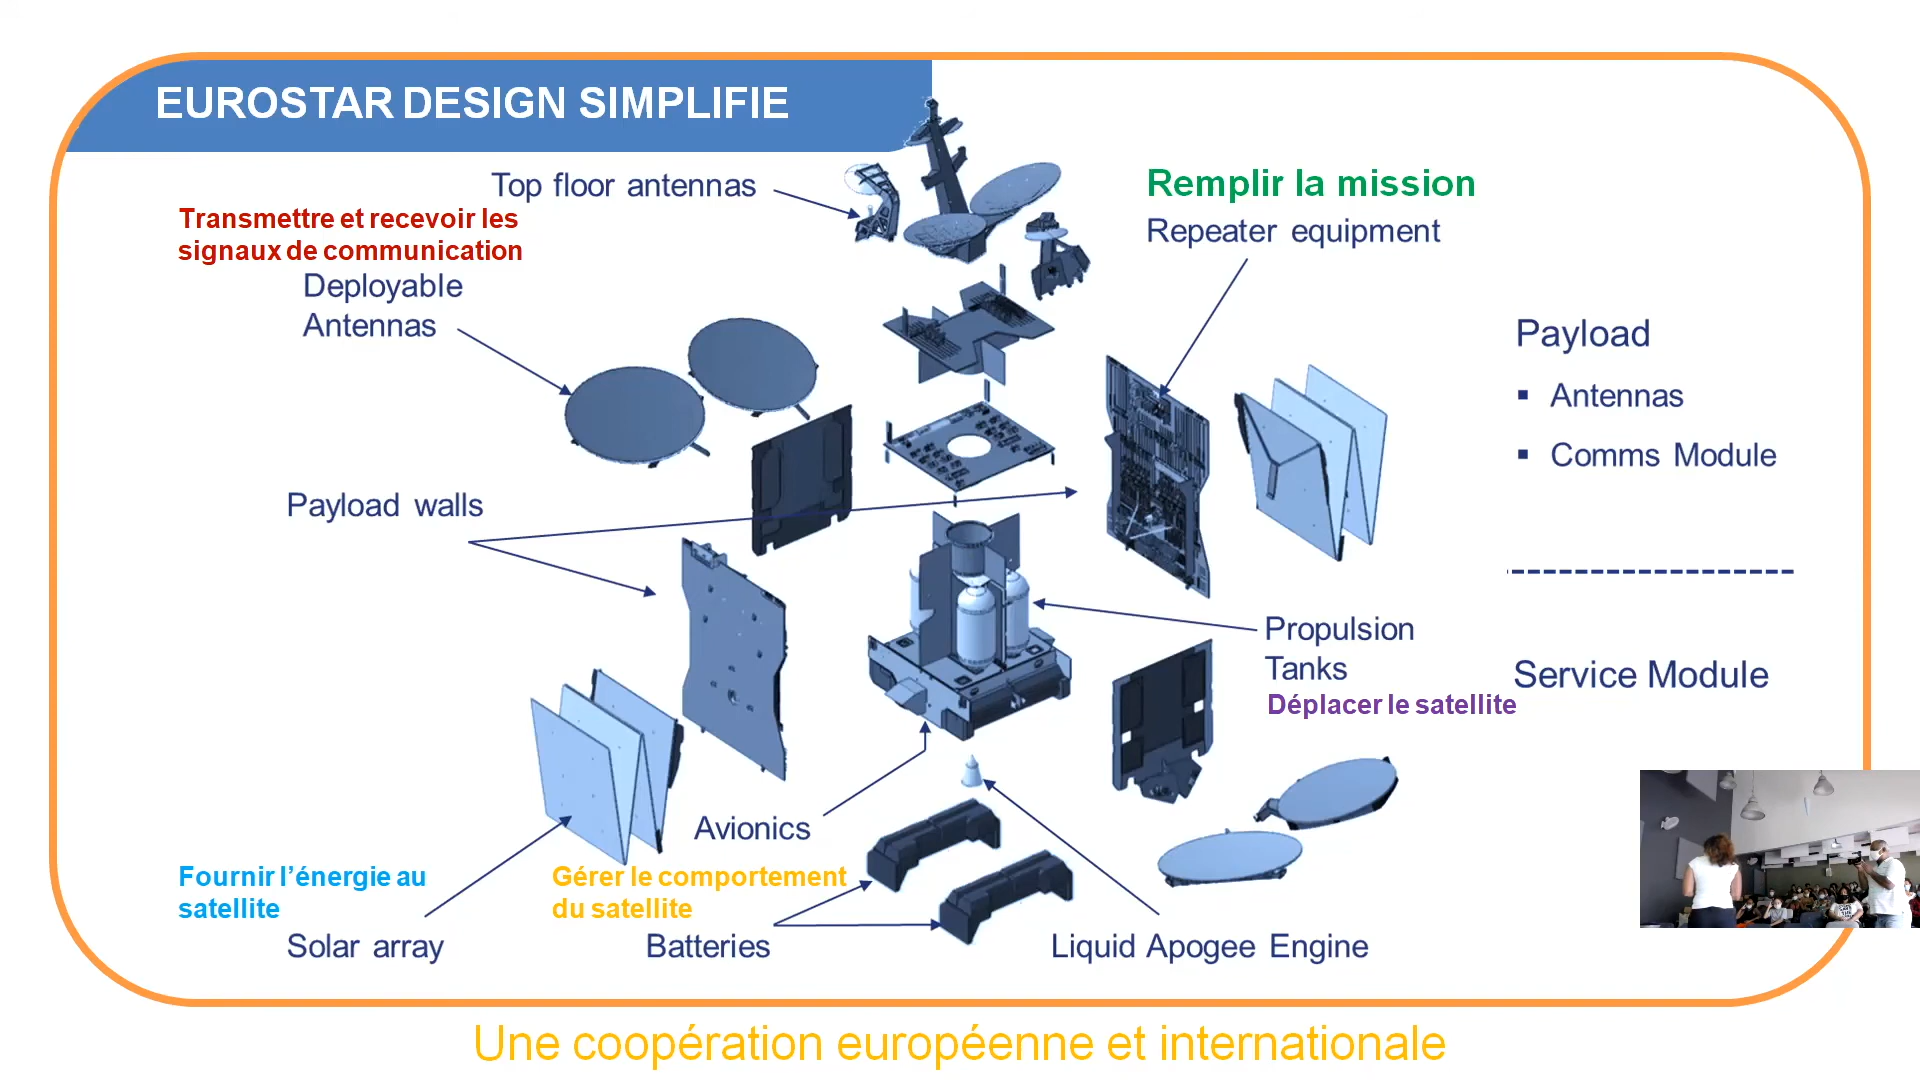 EUROSTAR DESIGN SIMPLIFIE
Top floor antennas
Transmettre et recevoir les
signaux de communication
Deployable
Antennas
Remplir la mission
Repeater equipment
Payload
▪ Antennas
▪ Comms Module
Payload walls
Propulsion
Tanks
Déplacer le satellite
Service Module
Avionics
Fournir l’énergie au
satellite
Solar array
Gérer le comportement
du satellite
Batteries
Liquid Apogee Engine
Une coopération européenne et internationale